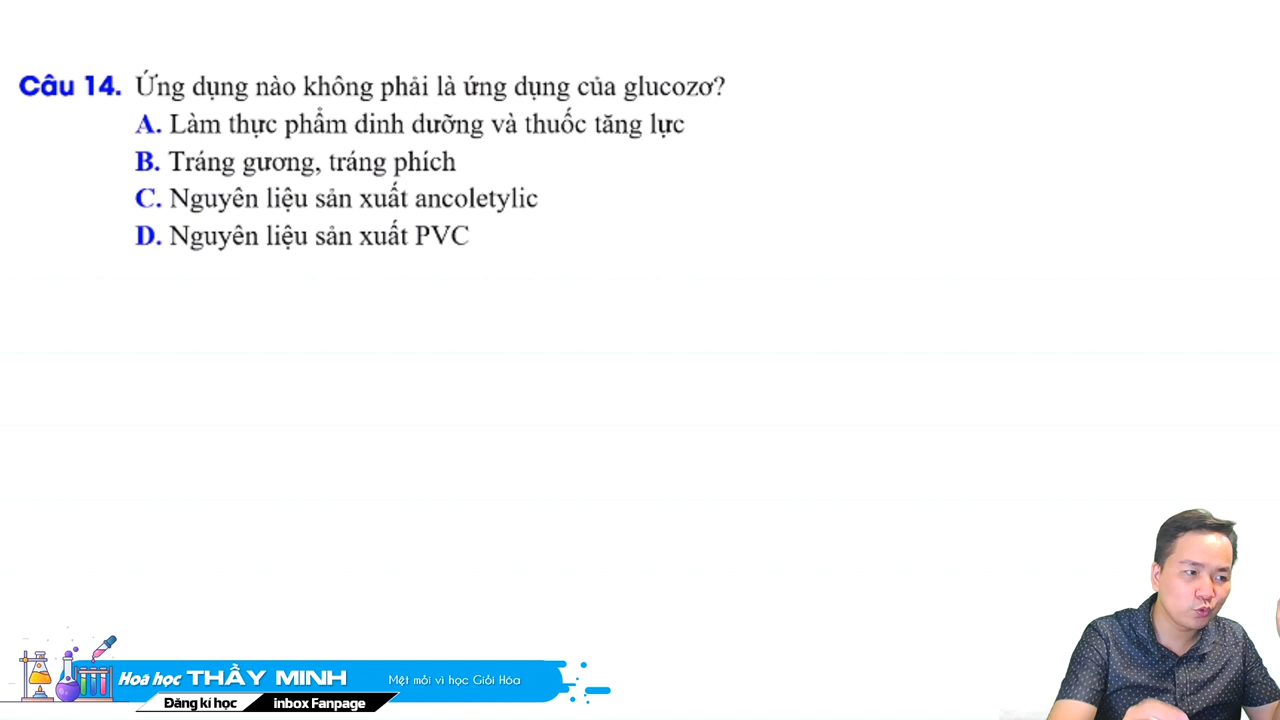 Câu 14. Ứng dụng nào không phải là ứng dụng của glucozơ?
A. Làm thực phẩm dinh dưỡng và thuốc tăng lực
B. Tráng gương, tráng phích
C. Nguyên liệu sản xuất ancoletylic
D. Nguyên liệu sản xuất PVC
Hoá học THẦY MINH
Mệt mỏi vì học Giỏi Hóa
Đăng kí học
inbox Fanpage